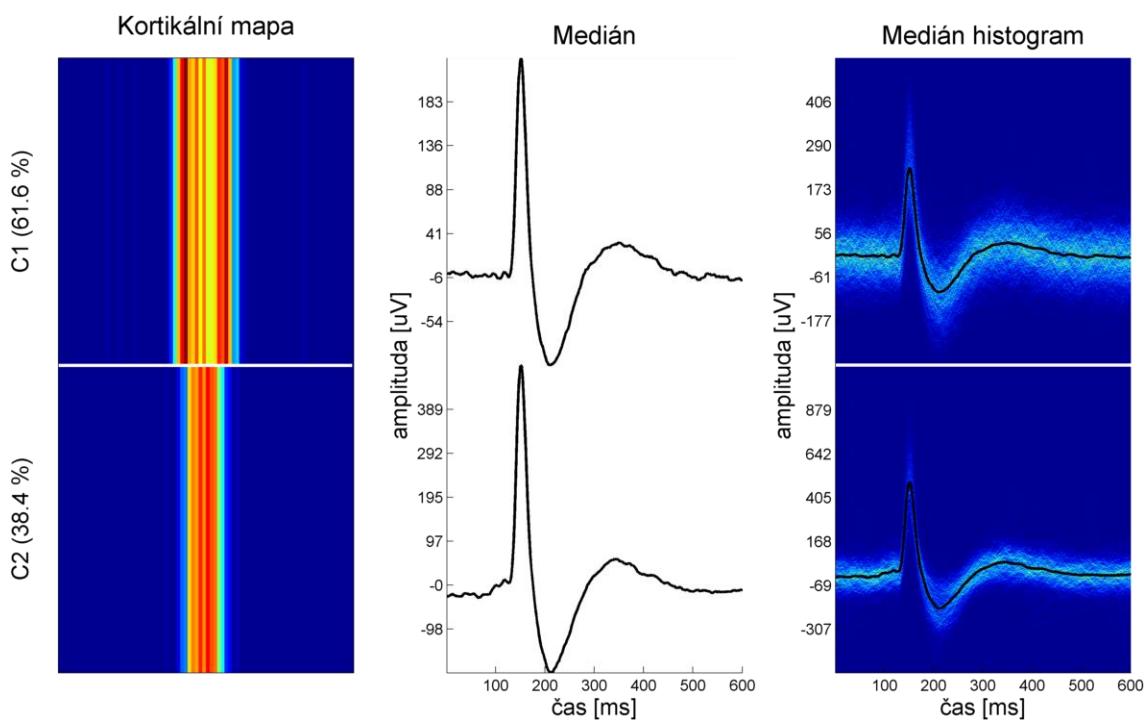 Kortikální mapa
Medián
Medián histogram
C1 (61.6 %)
C2 (38.4 %)
amplituda [uV]
183
136
88
41
-6
-54
389
292
195
97
-0
-98
100 200 300 400 500 600
čas [ms]
amplituda [uV]
406
290
173
56
-61
-177
879
642
405
168
-69
-307
100 200 300 400 500 600
čas [ms]